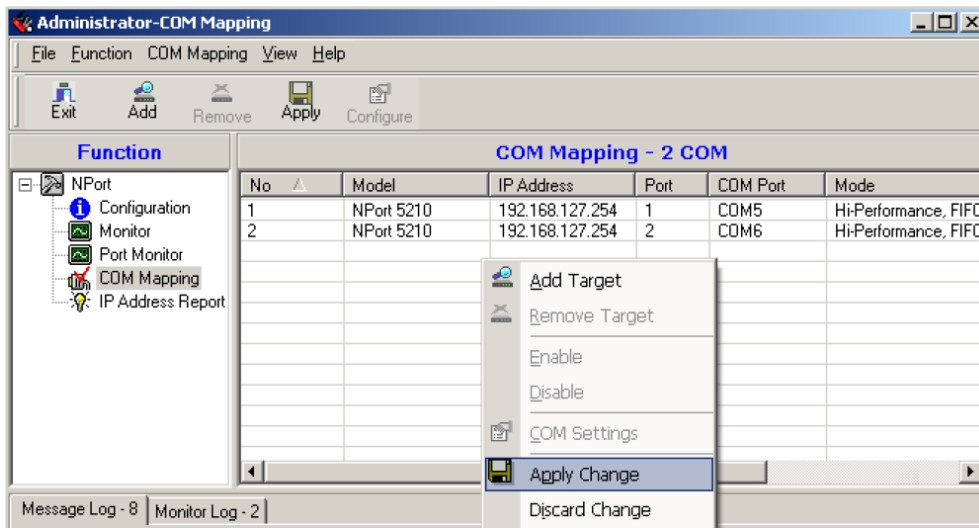 Administrator-COM Mapping
File Function COM Mapping View Help
Exit Add Remove Apply Configure
Function
COM Mapping - 2 COM
NPort
Configuration
Monitor
Port Monitor
COM Mapping
IP Address Report
No Model IP Address Port COM Port Mode
1 NPort 5210 192.168.127.254 1 COM5 Hi-Performance, FIFO
2 NPort 5210 192.168.127.254 2 COM6 Hi-Performance, FIFO
Add Target
Remove Target
Enable
Disable
COM Settings
Apply Change
Discard Change
Message Log - 8 Monitor Log - 2